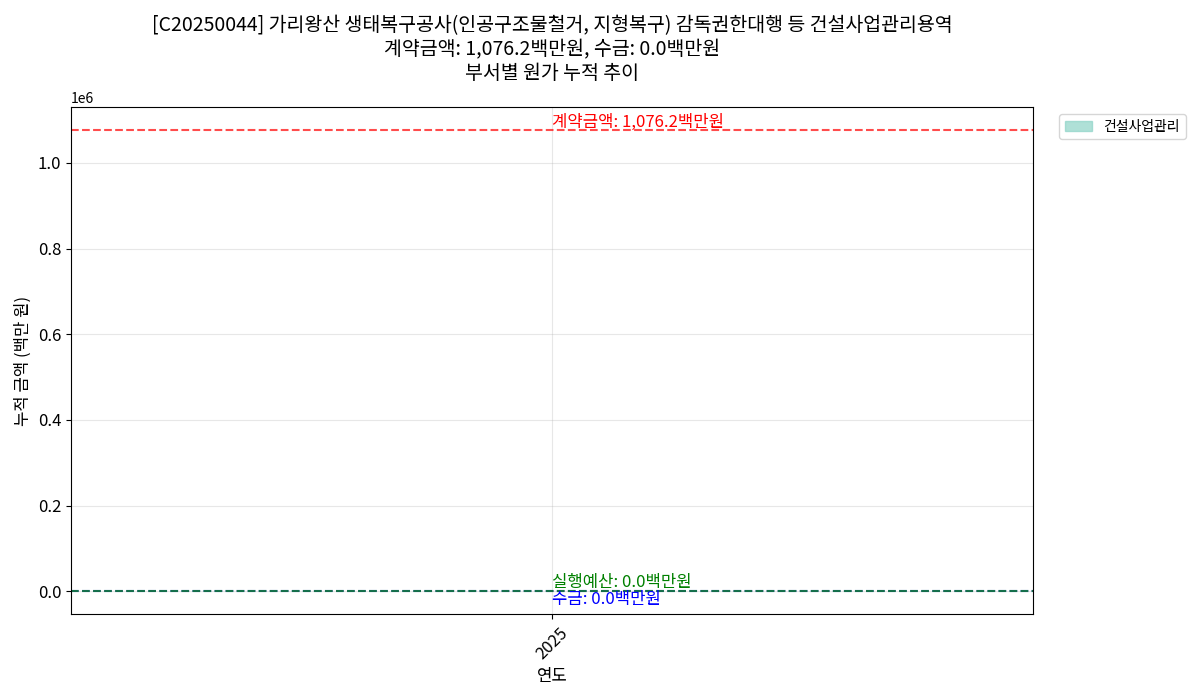 [C20250044] 가리왕산 생태복구공사(인공구조물철거, 지형복구) 감독권한대행 등 건설사업관리용역
계약금액: 1,076.2백만원, 수금: 0.0백만원
부서별 원가 누적 추이
1e6
계약금액: 1,076.2백만원
건설사업관리
1.0
0.8
0.6
0.4
0.2
0.0
누적 금액 (백만 원)
실행예산: 0.0백만원
수금: 0.0백만원
2025
연도